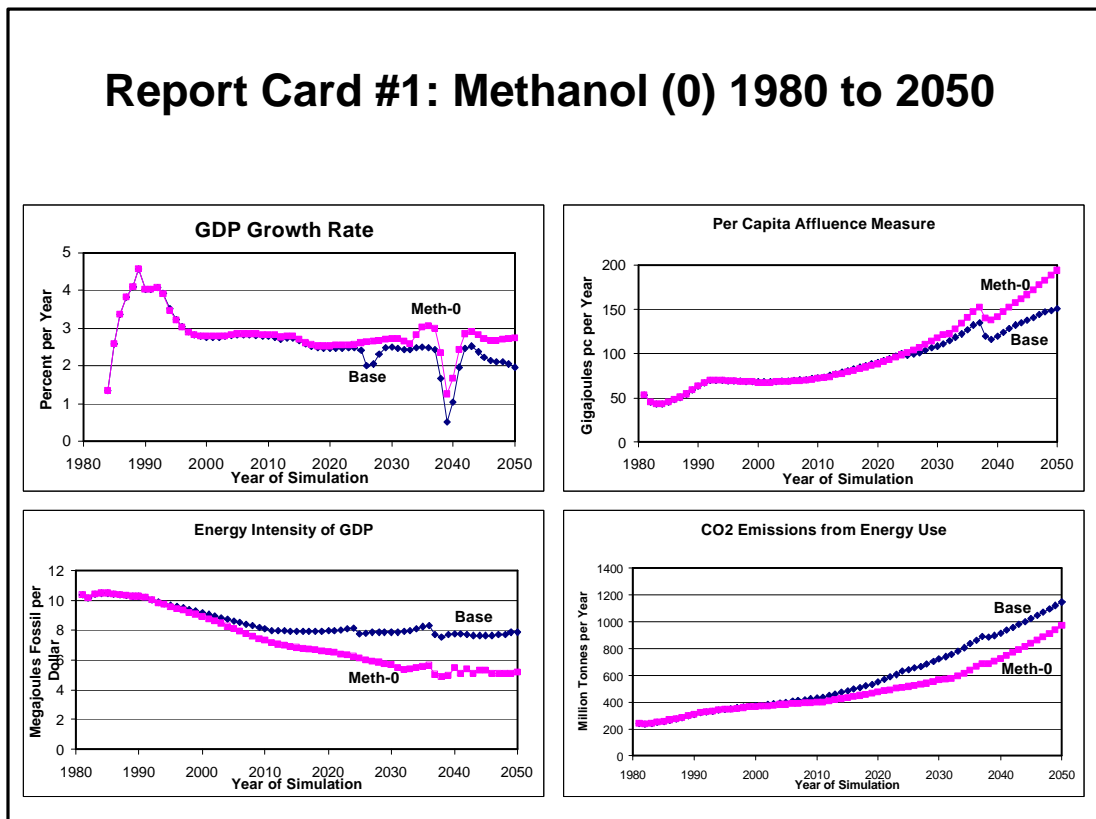 Report Card #1: Methanol (0) 1980 to 2050
GDP Growth Rate
Percent per Year
5
4
3
2
1
0
Meth-0
Base
1980 1990 2000 2010 2020 2030 2040 2050
Year of Simulation
Per Capita Affluence Measure
Gigajoules pc per Year
200
150
100
50
0
Meth-0
Base
1980 1990 2000 2010 2020 2030 2040 2050
Year of Simulation
Energy Intensity of GDP
Megajoules Fossil per
Dollar
12
10
8
6
4
2
0
Base
Meth-0
1980 1990 2000 2010 2020 2030 2040 2050
Year of Simulation
CO2 Emissions from Energy Use
Million Tonnes per Year
1400
1200
1000
800
600
400
200
0
Base
Meth-0
1980 1990 2000 2010 2020 2030 2040 2050
Year of Simulation